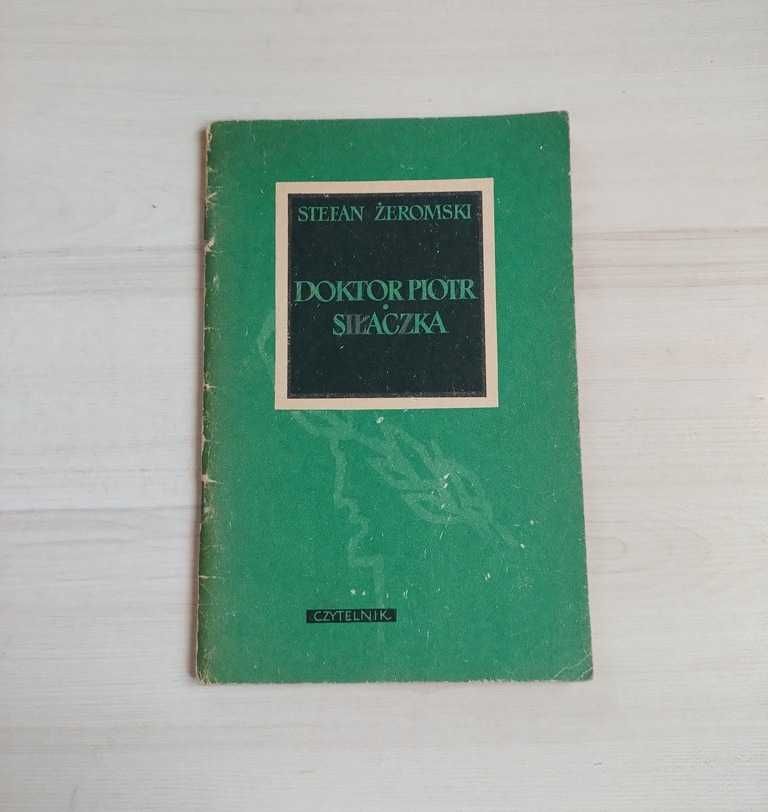 STEFAN ŻEROMSKI
DOKTOR PIOTR
•
SIŁACZKA
CZYTELNIK